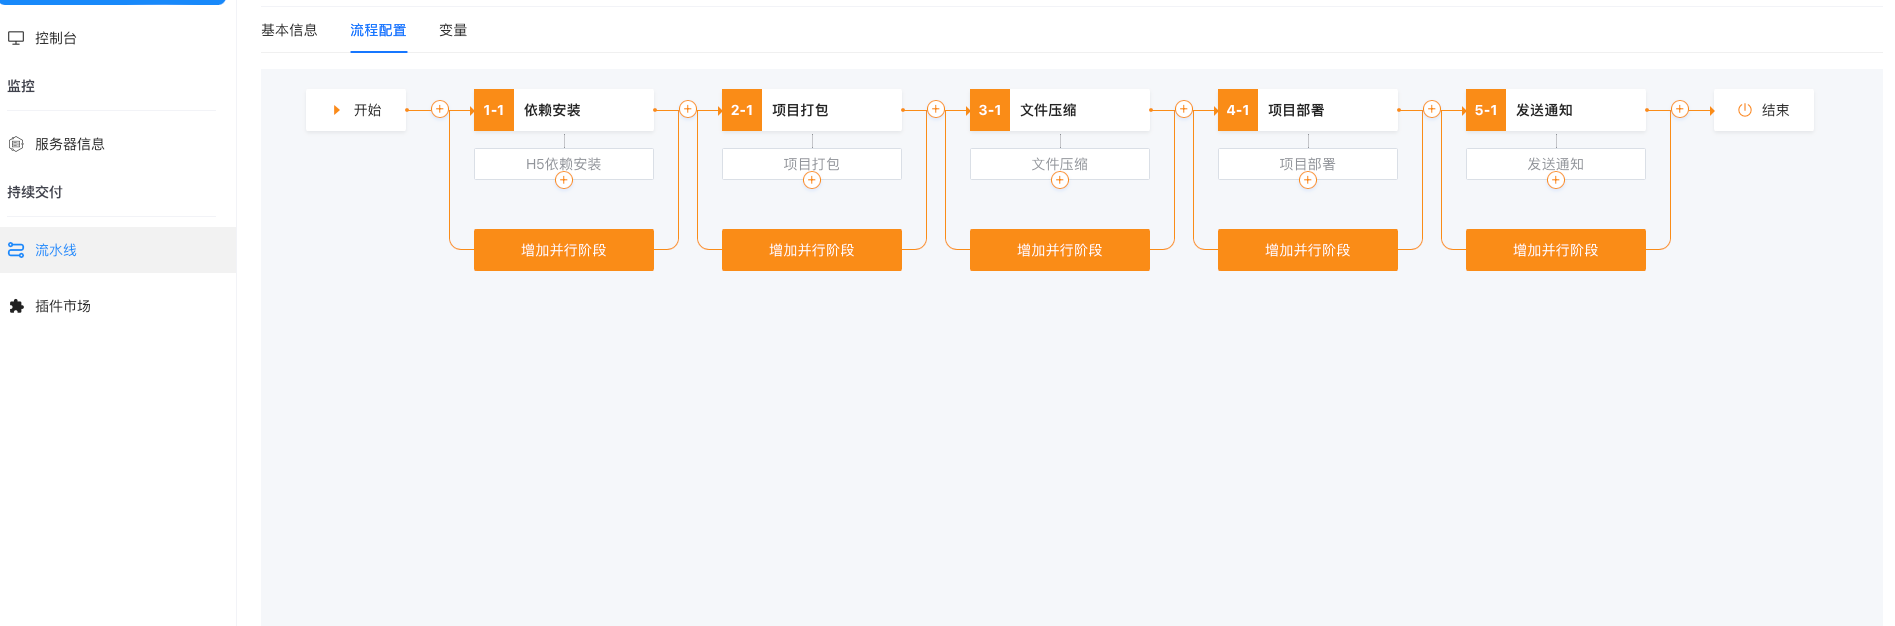 控制台
监控
服务器信息
持续交付
流水线
插件市场
基本信息 流程配置 变量
开始 1-1 依赖安装 2-1 项目打包 3-1 文件压缩 4-1 项目部署 5-1 发送通知 结束
H5依赖安装 项目打包 文件压缩 项目部署 发送通知
增加并行阶段 增加并行阶段 增加并行阶段 增加并行阶段 增加并行阶段